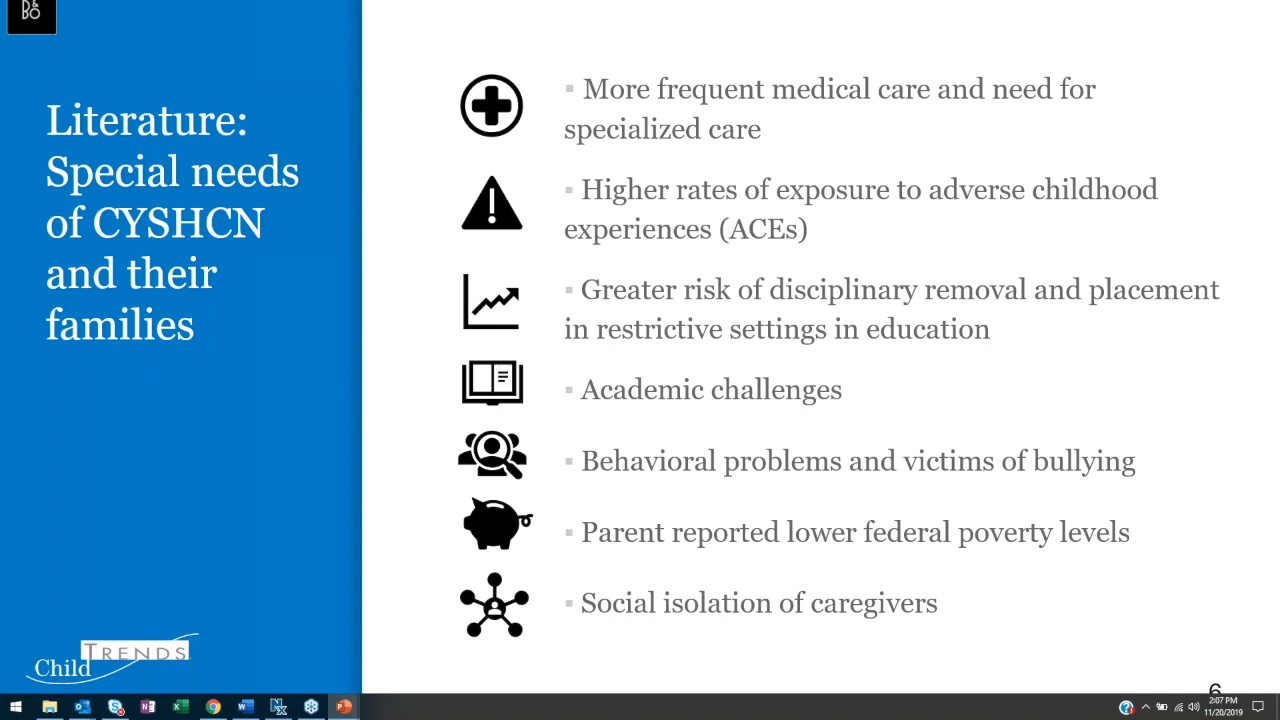 B&O
Literature:
Special needs
of CYSHCN
and their
families
▪ More frequent medical care and need for
specialized care
▪ Higher rates of exposure to adverse childhood
experiences (ACEs)
▪ Greater risk of disciplinary removal and placement
in restrictive settings in education
▪ Academic challenges
▪ Behavioral problems and victims of bullying
▪ Parent reported lower federal poverty levels
▪ Social isolation of caregivers
Child TRENDS
6
2:07 PM
11/20/2019